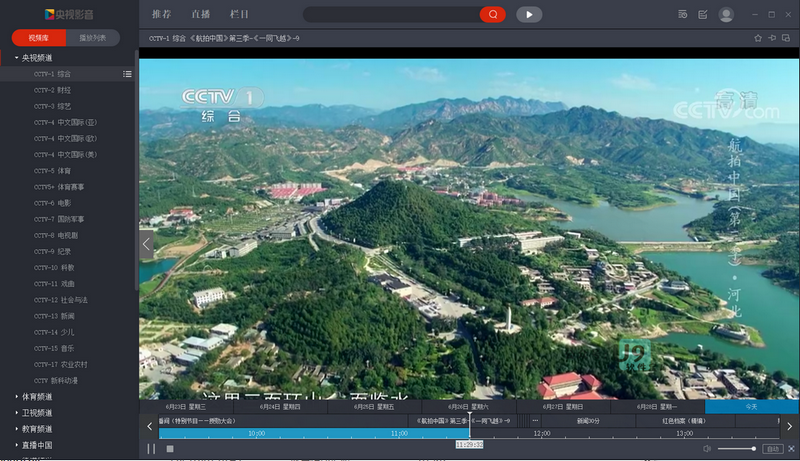 央视影音
推荐 直播 栏目
视频库 播放列表
CCTV-1 综合 《航拍中国》第三季-《一同飞越》-9
央视频道
CCTV-1 综合
CCTV-2 财经
CCTV-3 综艺
CCTV-4 中文国际(亚)
CCTV-4 中文国际(欧)
CCTV-4 中文国际(美)
CCTV-5 体育
CCTV5+ 体育赛事
CCTV-6 电影
CCTV-7 国防军事
CCTV-8 电视剧
CCTV-9 纪录
CCTV-10 科教
CCTV-11 戏曲
CCTV-12 社会与法
CCTV-13 新闻
CCTV-14 少儿
CCTV-15 音乐
CCTV-17 农业农村
CCTV 新科动漫
体育频道
卫视频道
教育频道
直播中国
CCTV 1
综合
CCTV.com
高清
航拍中国(第三季)·河北
6月23日 星期三 6月24日 星期四 6月25日 星期五 6月26日 星期六 6月27日 星期日 6月28日 星期一 今天
新闻(特别节目－－授勋大会) 《航拍中国》第三季-《一同飞越》-9 ... 新闻30分 红色档案（精编）
10:00 11:00 12:00 13:00
11:29:33
自动